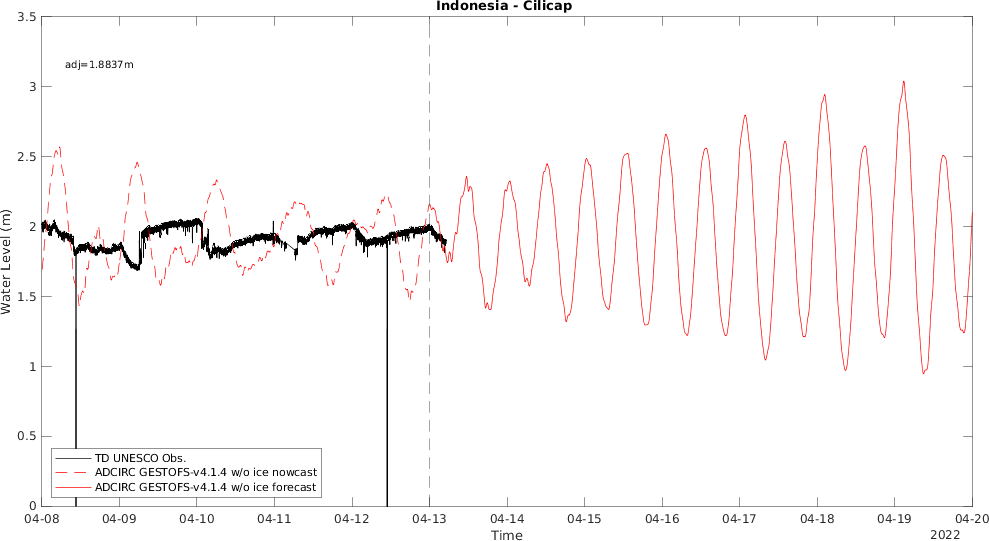 Indonesia - Cilicap
3.5
adj=1.8837m
3
2.5
2
1.5
1
0.5
0
Water Level (m)
TD UNESCO Obs.
ADCIRC GESTOFS-v4.1.4 w/o ice nowcast
ADCIRC GESTOFS-v4.1.4 w/o ice forecast
04-08 04-09 04-10 04-11 04-12 04-13 04-14 04-15 04-16 04-17 04-18 04-19 04-20
Time
2022